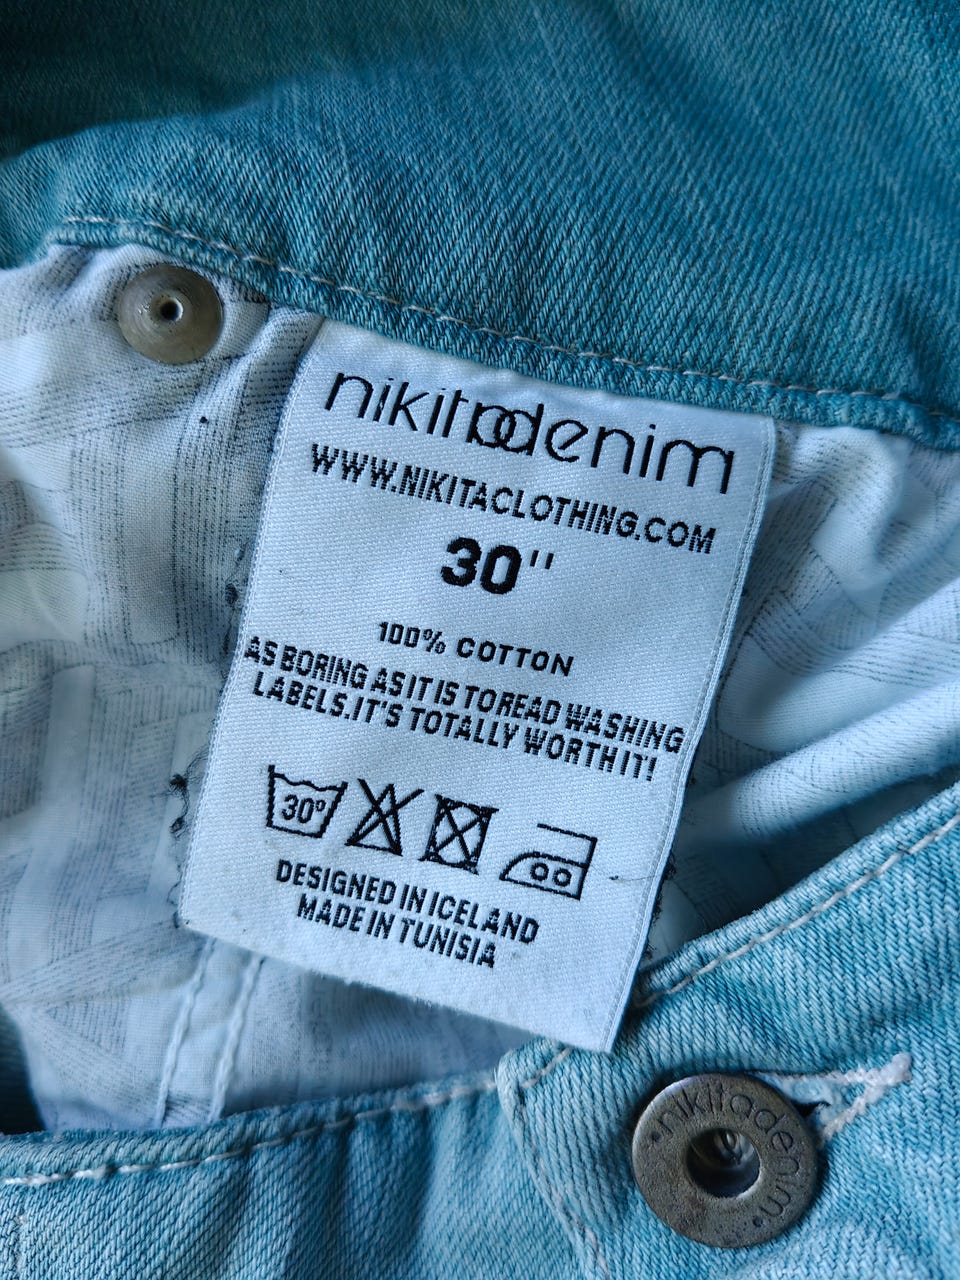 nikitadenim
WWW.NIKITACLOTHING.COM
30"
100% COTTON
AS BORING AS IT IS TO READ WASHING
LABELS.IT'S TOTALLY WORTH IT!
30°
DESIGNED IN ICELAND
MADE IN TUNISIA
nikitadenim